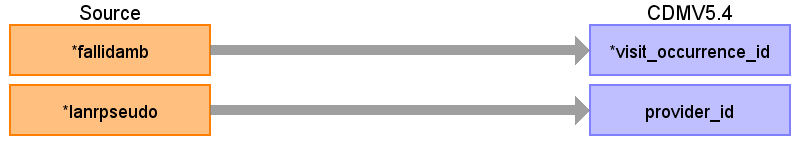 Source CDMV5.4
*fallidamb *visit_occurrence_id
*lanrpseudo provider_id